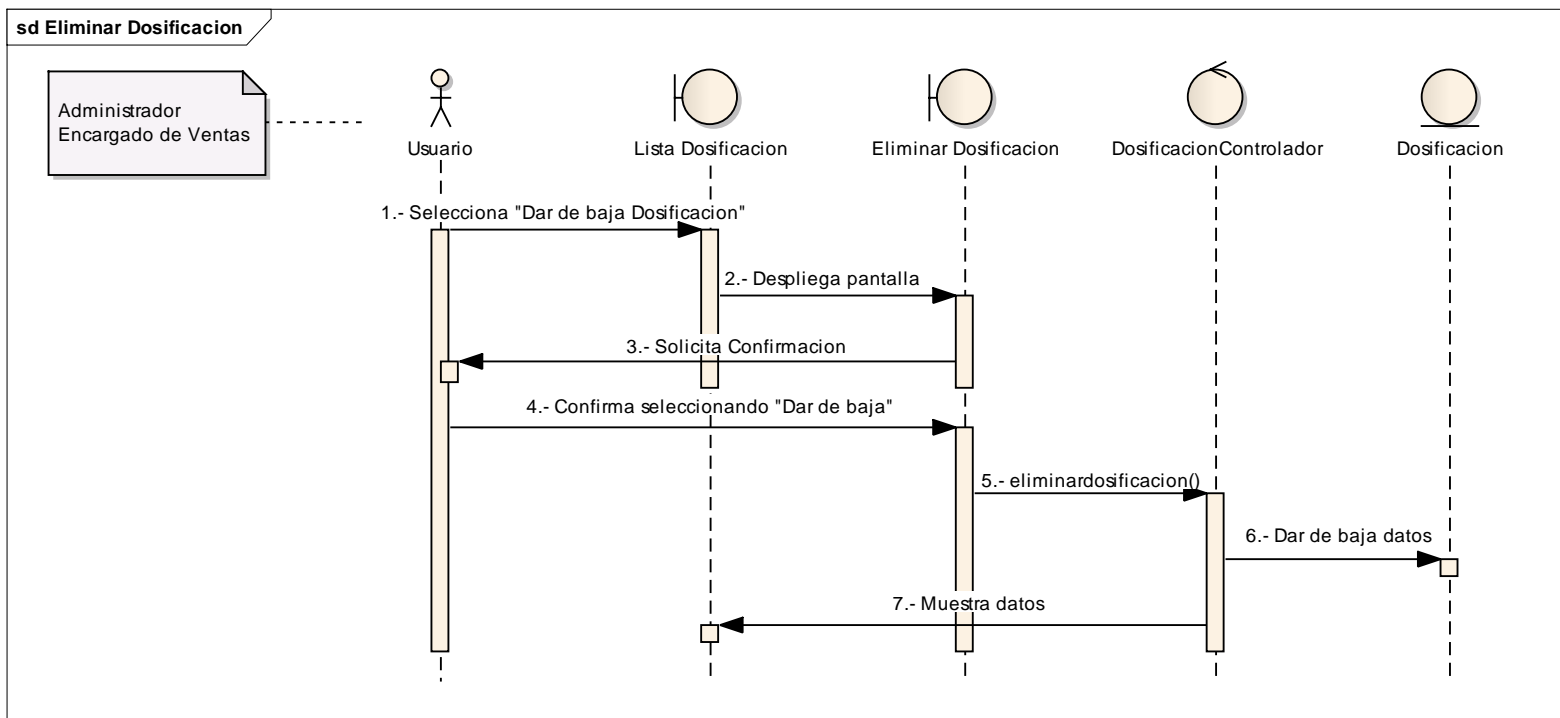 sd Eliminar Dosificacion
Administrador
Encargado de Ventas
Usuario
Lista Dosificacion
Eliminar Dosificacion
DosificacionControlador
Dosificacion
1.- Selecciona "Dar de baja Dosificacion"
2.- Despliega pantalla
3.- Solicita Confirmacion
4.- Confirma seleccionando "Dar de baja"
5.- eliminardosificacion()
6.- Dar de baja datos
7.- Muestra datos